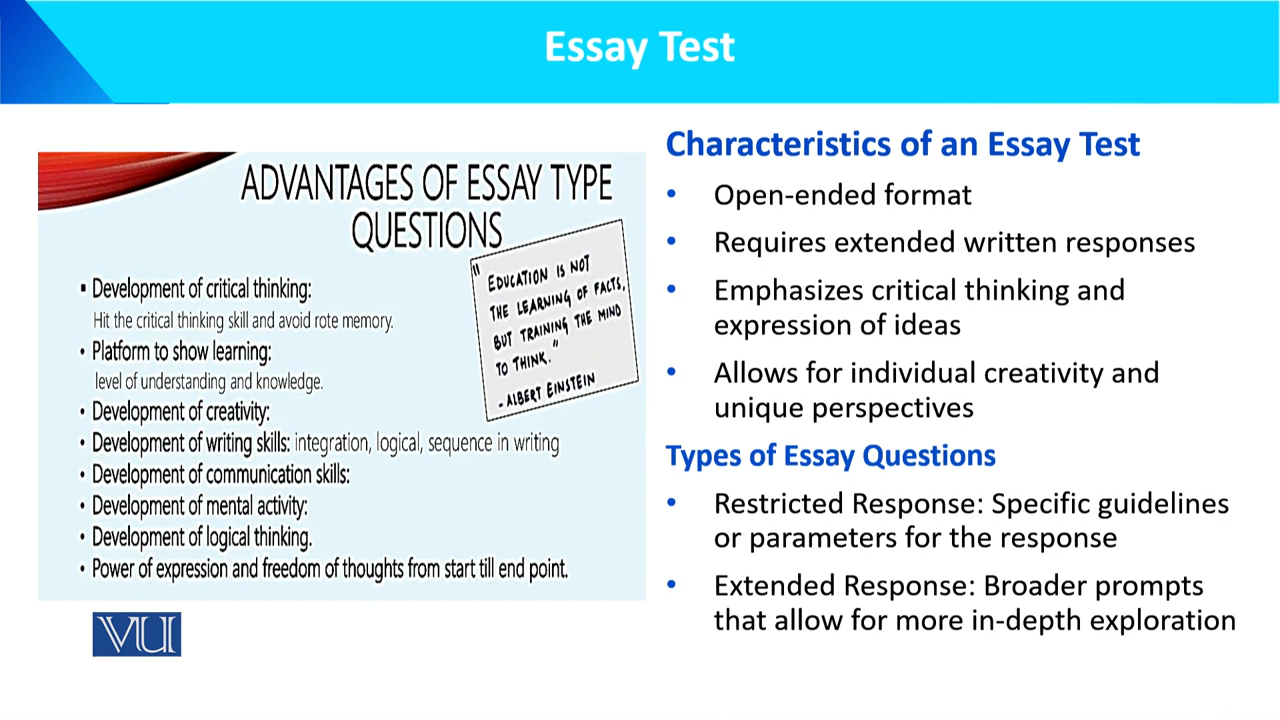 Essay Test
ADVANTAGES OF ESSAY TYPE
QUESTIONS
" EDUCATION IS NOT
THE LEARNING OF FACTS,
BUT TRAINING THE MIND
TO THINK."
- ALBERT EINSTEIN
▪ Development of critical thinking:
Hit the critical thinking skill and avoid rote memory.
• Platform to show learning:
level of understanding and knowledge.
• Development of creativity:
• Development of writing skills: integration, logical, sequence in writing
• Development of communication skills:
• Development of mental activity:
• Development of logical thinking.
• Power of expression and freedom of thoughts from start till end point.
VU
Characteristics of an Essay Test
• Open-ended format
• Requires extended written responses
• Emphasizes critical thinking and
expression of ideas
• Allows for individual creativity and
unique perspectives
Types of Essay Questions
• Restricted Response: Specific guidelines
or parameters for the response
• Extended Response: Broader prompts
that allow for more in-depth exploration